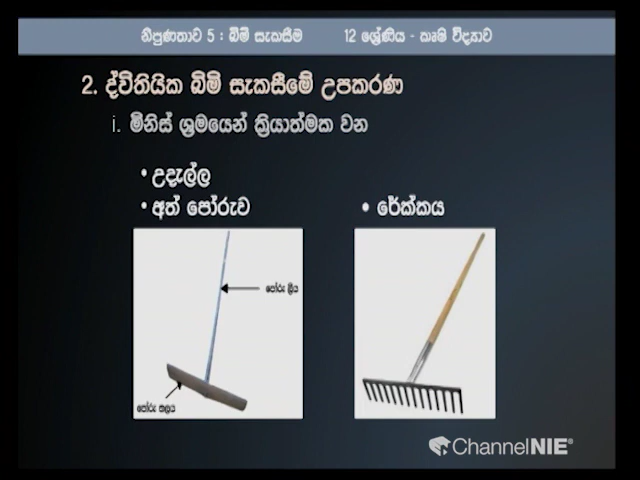 නිපුණතාව 5 : බිම් සැකසීම 12 ශ්‍රේණිය - කෘෂි විද්‍යාව
2. ද්විතියික බිම් සැකසීමේ උපකරණ
i. මිනිස් ශ්‍රමයෙන් ක්‍රියාත්මක වන
• උදැල්ල
• අත් පෝරුව • රේක්කය
පෝරු ලීය
පෝරු තලය
ChannelNIE®